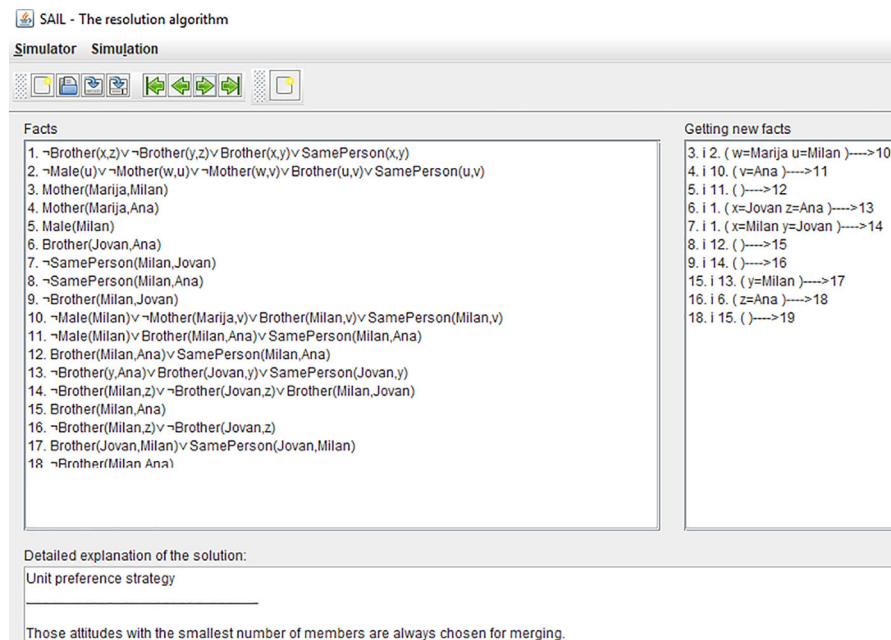 SAIL - The resolution algorithm
Simulator Simulation
Facts
1. ¬Brother(x,z)∨¬Brother(y,z)∨Brother(x,y)∨SamePerson(x,y)
2. ¬Male(u)∨¬Mother(w,u)∨¬Mother(w,v)∨Brother(u,v)∨SamePerson(u,v)
3. Mother(Marija,Milan)
4. Mother(Marija,Ana)
5. Male(Milan)
6. Brother(Jovan,Ana)
7. ¬SamePerson(Milan,Jovan)
8. ¬SamePerson(Milan,Ana)
9. ¬Brother(Milan,Jovan)
10. ¬Male(Milan)∨¬Mother(Marija,v)∨Brother(Milan,v)∨SamePerson(Milan,v)
11. ¬Male(Milan)∨Brother(Milan,Ana)∨SamePerson(Milan,Ana)
12. Brother(Milan,Ana)∨SamePerson(Milan,Ana)
13. ¬Brother(y,Ana)∨Brother(Jovan,y)∨SamePerson(Jovan,y)
14. ¬Brother(Milan,z)∨¬Brother(Jovan,z)∨Brother(Milan,Jovan)
15. Brother(Milan,Ana)
16. ¬Brother(Milan,z)∨¬Brother(Jovan,z)
17. Brother(Jovan,Milan)∨SamePerson(Jovan,Milan)
18. ¬Brother(Milan,Ana)
Getting new facts
3. i 2. ( w=Marija u=Milan )---->10
4. i 10. ( v=Ana )---->11
5. i 11. ( )---->12
6. i 1. ( x=Jovan z=Ana )---->13
7. i 1. ( x=Milan y=Jovan )---->14
8. i 12. ( )---->15
9. i 14. ( )---->16
15. i 13. ( y=Milan )---->17
16. i 6. ( z=Ana )---->18
18. i 15. ( )---->19
Detailed explanation of the solution:
Unit preference strategy
Those attitudes with the smallest number of members are always chosen for merging.